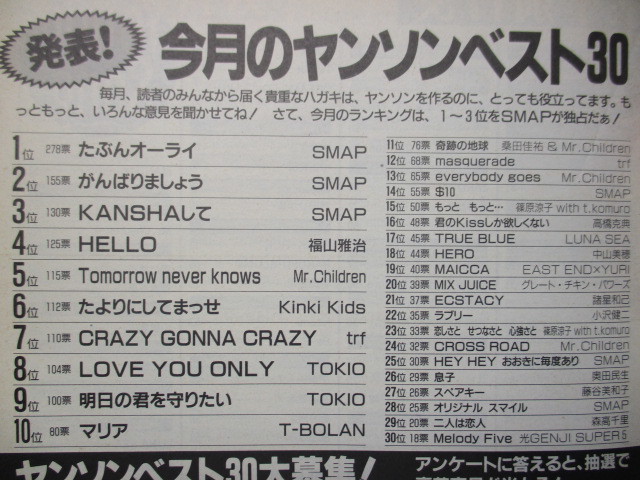 発表!
今月のヤンソンベスト30
毎月、読者のみんなから届く貴重なハガキは、ヤンソンを作るのに、とっても役立ってます。も
っともっと、いろんな意見を聞かせてね! さて、今月のランキングは、1〜3位をSMAPが独占だぁ!
1位 278票 たぶんオーライ SMAP
2位 155票 がんばりましょう SMAP
3位 130票 KANSHAして SMAP
4位 125票 HELLO 福山雅治
5位 115票 Tomorrow never knows Mr.Children
6位 112票 たよりにしてまっせ Kinki Kids
7位 110票 CRAZY GONNA CRAZY trf
8位 104票 LOVE YOU ONLY TOKIO
9位 100票 明日の君を守りたい TOKIO
10位 80票 マリア T-BOLAN
11位 76票 奇跡の地球 桑田佳祐 & Mr.Children
12位 68票 masquerade trf
13位 65票 everybody goes Mr.Children
14位 55票 $10 SMAP
15位 50票 もっと もっと… 篠原涼子 with t.komuro
16位 48票 君のKissしか欲しくない 高橋克典
17位 45票 TRUE BLUE LUNA SEA
18位 44票 HERO 中山美穂
19位 40票 MAICCA EAST END×YURI
20位 39票 MIX JUICE グレート・チキン・パワーズ
21位 37票 ECSTACY 諸星和己
22位 35票 ラブリー 小沢健二
23位 33票 恋しさと せつなさと 心強さと 篠原涼子 with t.komuro
24位 32票 CROSS ROAD Mr.Children
25位 30票 HEY HEY おおきに毎度あり SMAP
26位 29票 息子 奥田民生
27位 26票 スペアキー 藤谷美和子
28位 25票 オリジナル スマイル SMAP
29位 20票 二人は恋人 森高千里
30位 18票 Melody Five 光GENJI SUPER 5
ヤンソンベスト30大募集!
アンケートに答えると、抽選で